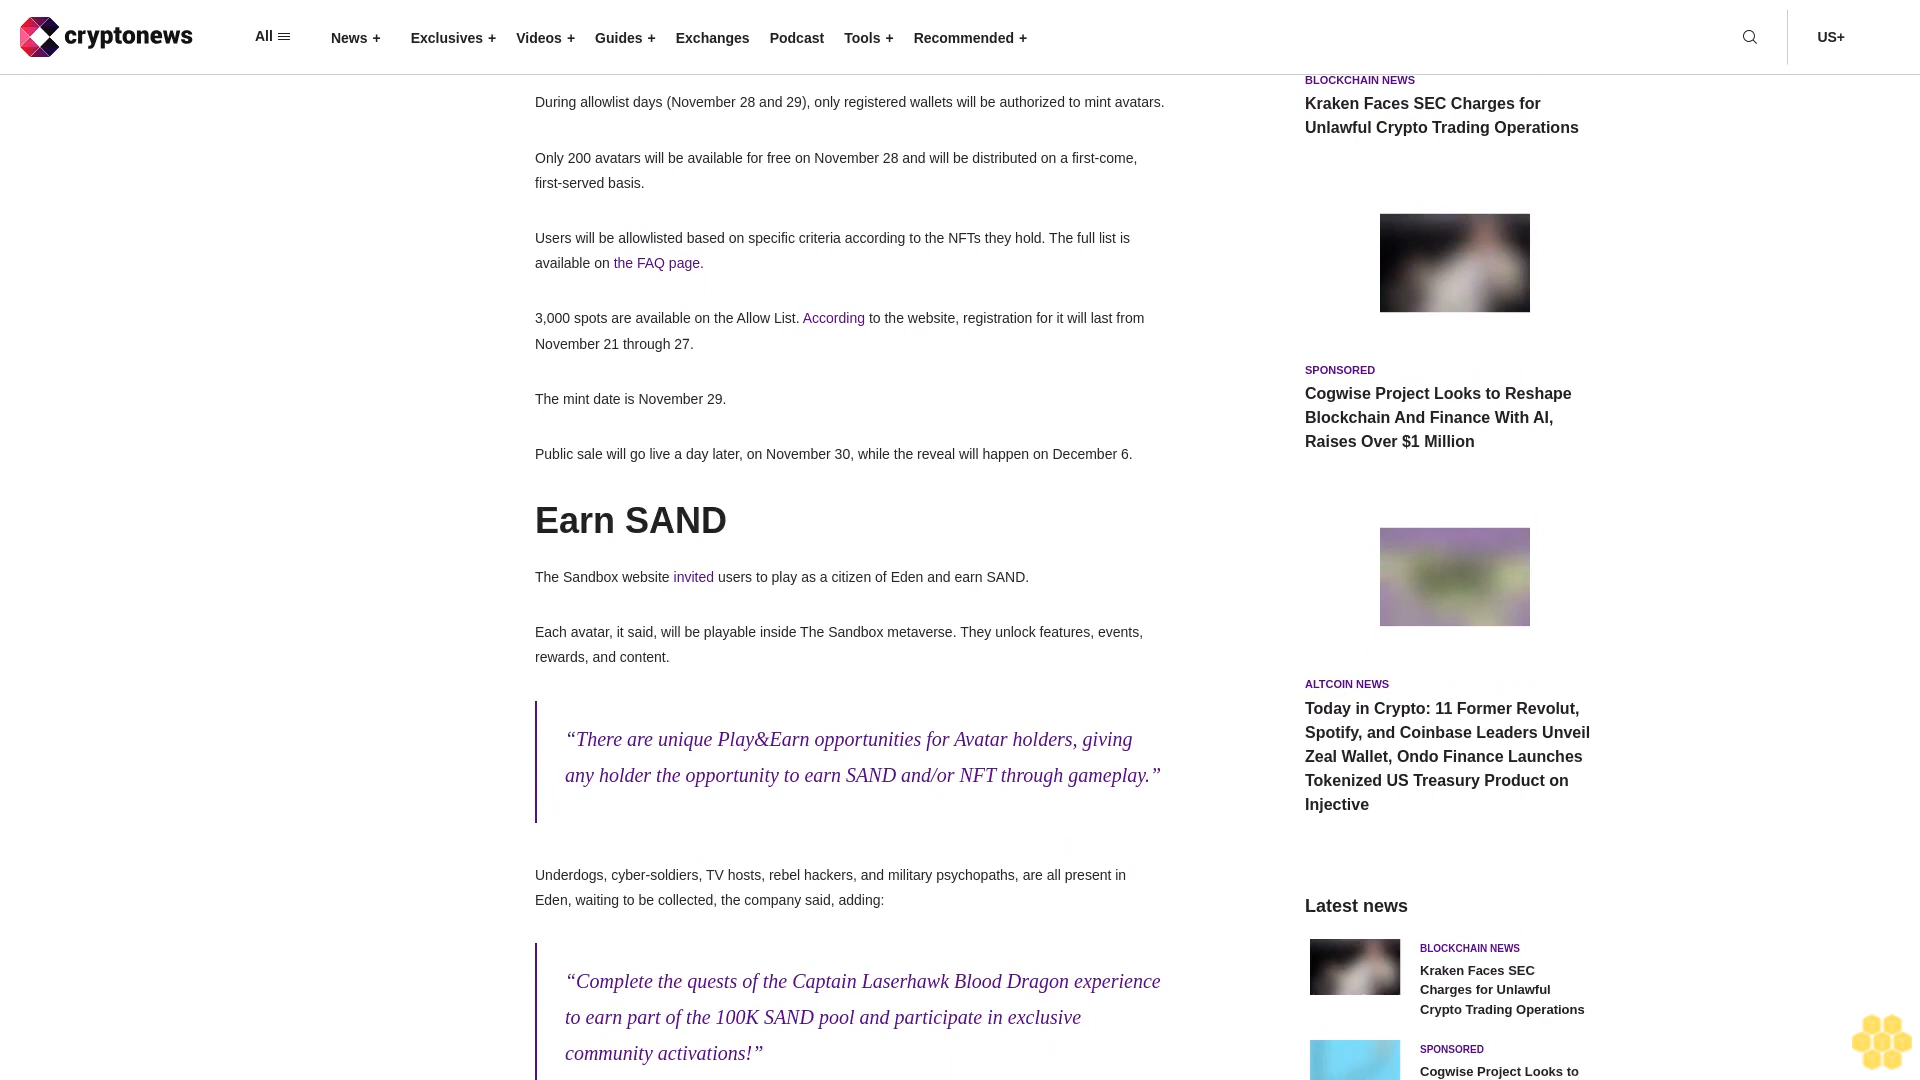 cryptonews
All
News +
Exclusives +
Videos +
Guides +
Exchanges
Podcast
Tools +
Recommended +
US+
During allowlist days (November 28 and 29), only registered wallets will be authorized to mint avatars.
Only 200 avatars will be available for free on November 28 and will be distributed on a first-come,
first-served basis.
Users will be allowlisted based on specific criteria according to the NFTs they hold. The full list is
available on the FAQ page.
3,000 spots are available on the Allow List. According to the website, registration for it will last from
November 21 through 27.
The mint date is November 29.
Public sale will go live a day later, on November 30, while the reveal will happen on December 6.
Earn SAND
The Sandbox website invited users to play as a citizen of Eden and earn SAND.
Each avatar, it said, will be playable inside The Sandbox metaverse. They unlock features, events,
rewards, and content.
“There are unique Play&Earn opportunities for Avatar holders, giving
any holder the opportunity to earn SAND and/or NFT through gameplay.”
Underdogs, cyber-soldiers, TV hosts, rebel hackers, and military psychopaths, are all present in
Eden, waiting to be collected, the company said, adding:
“Complete the quests of the Captain Laserhawk Blood Dragon experience
to earn part of the 100K SAND pool and participate in exclusive
community activations!”
BLOCKCHAIN NEWS
Kraken Faces SEC Charges for
Unlawful Crypto Trading Operations
SPONSORED
Cogwise Project Looks to Reshape
Blockchain And Finance With AI,
Raises Over $1 Million
ALTCOIN NEWS
Today in Crypto: 11 Former Revolut,
Spotify, and Coinbase Leaders Unveil
Zeal Wallet, Ondo Finance Launches
Tokenized US Treasury Product on
Injective
Latest news
BLOCKCHAIN NEWS
Kraken Faces SEC
Charges for Unlawful
Crypto Trading Operations
SPONSORED
Cogwise Project Looks to